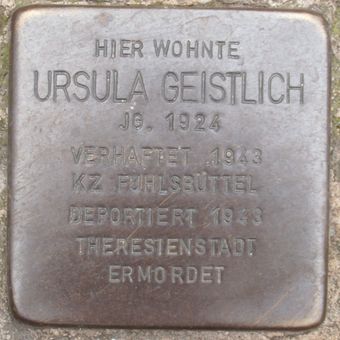 HIER WOHNTE
URSULA GEISTLICH
JG. 1924
VERHAFTET 1943
KZ FUHLSBÜTTEL
DEPORTIERT 1943
THERESIENSTADT
ERMORDET